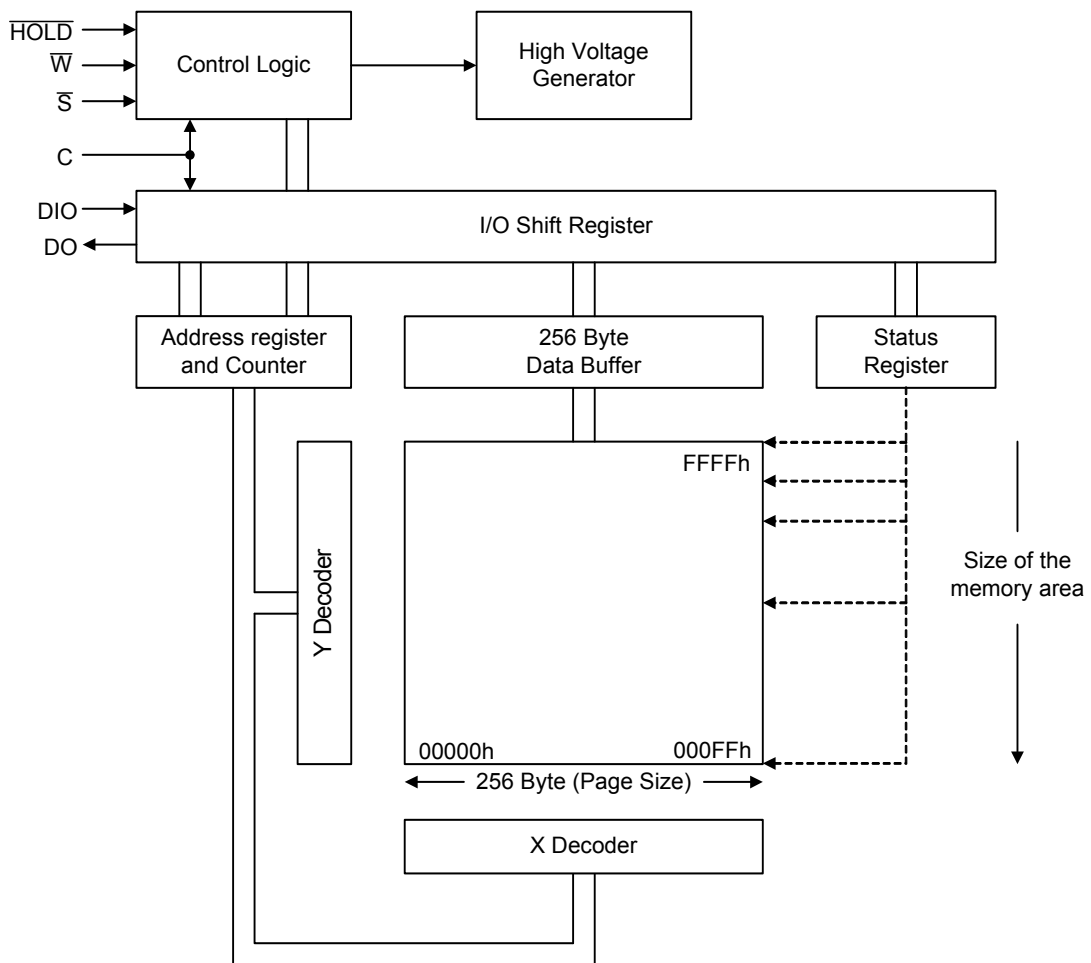 HOLD
W
S
C
Control Logic
High Voltage
Generator
DIO
DO
I/O Shift Register
Address register
and Counter
256 Byte
Data Buffer
Status
Register
Y Decoder
FFFFh
00000h
000FFh
256 Byte (Page Size)
Size of the
memory area
X Decoder